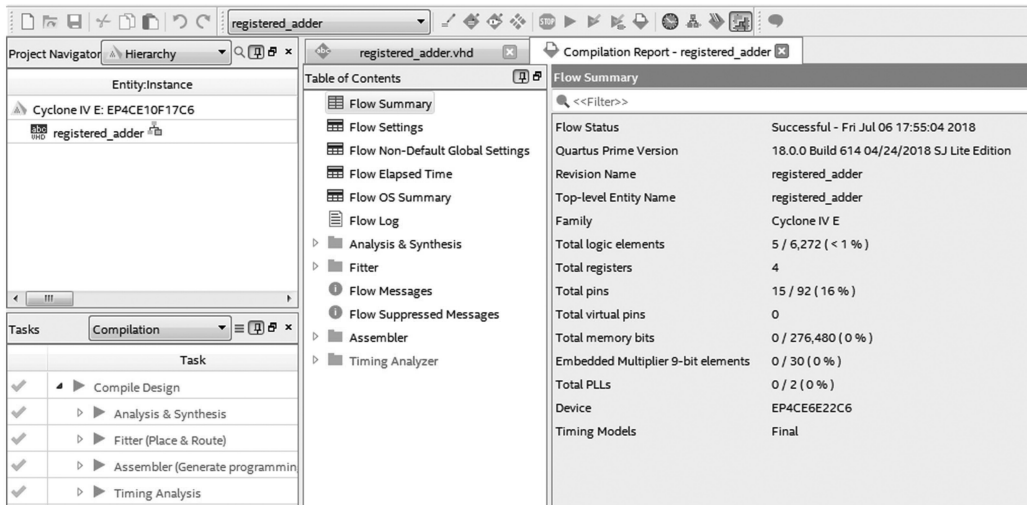 registered_adder
Project Navigator Hierarchy
Entity:Instance
Cyclone IV E: EP4CE10F17C6
registered_adder
Tasks Compilation
Task
Compile Design
Analysis & Synthesis
Fitter (Place & Route)
Assembler (Generate programmin
Timing Analysis
registered_adder.vhd
Compilation Report - registered_adder
Table of Contents
Flow Summary
Flow Settings
Flow Non-Default Global Settings
Flow Elapsed Time
Flow OS Summary
Flow Log
Analysis & Synthesis
Fitter
Flow Messages
Flow Suppressed Messages
Assembler
Timing Analyzer
Flow Summary
<<Filter>>
Flow Status Successful - Fri Jul 06 17:55:04 2018
Quartus Prime Version 18.0.0 Build 614 04/24/2018 SJ Lite Edition
Revision Name registered_adder
Top-level Entity Name registered_adder
Family Cyclone IV E
Total logic elements 5 / 6,272 ( < 1 % )
Total registers 4
Total pins 15 / 92 ( 16 % )
Total virtual pins 0
Total memory bits 0 / 276,480 ( 0 % )
Embedded Multiplier 9-bit elements 0 / 30 ( 0 % )
Total PLLs 0 / 2 ( 0 % )
Device EP4CE6E22C6
Timing Models Final